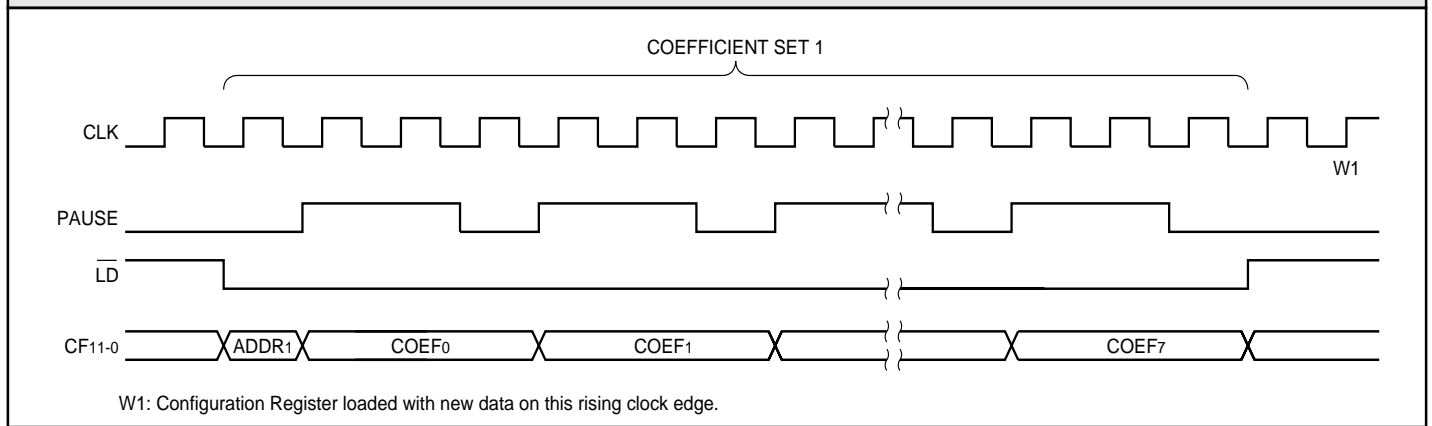 COEFFICIENT SET 1
CLK
W1
PAUSE
LD
CF11-0
ADDR1
COEF0
COEF1
COEF7
W1: Configuration Register loaded with new data on this rising clock edge.